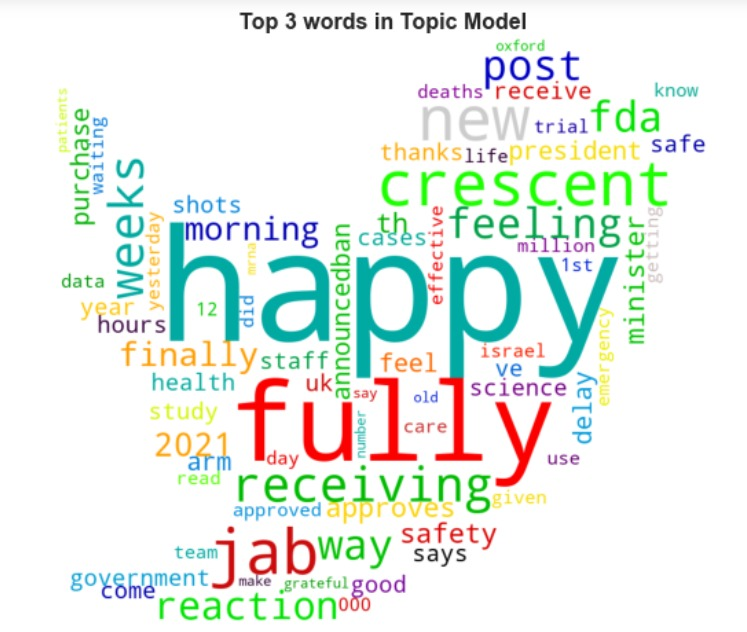 Top 3 words in Topic Model
oxford
post
deaths receive know
patients
purchase
waiting
new trial fda
thanks life president safe
crescent
weeks
shots
morning
th feeling
cases
effective
million
1st
getting
minister
yesterday
mrna
announced
ban
happy
data
year
12
did
hours
finally
staff
feel
israel
ve
emergency
health
uk
say
old
science
delay
study
fully
number
care
2021
arm
day
use
read
receiving
given
approved approves
jab
way
safety
says
team
government
come
make
grateful
good
reaction
000